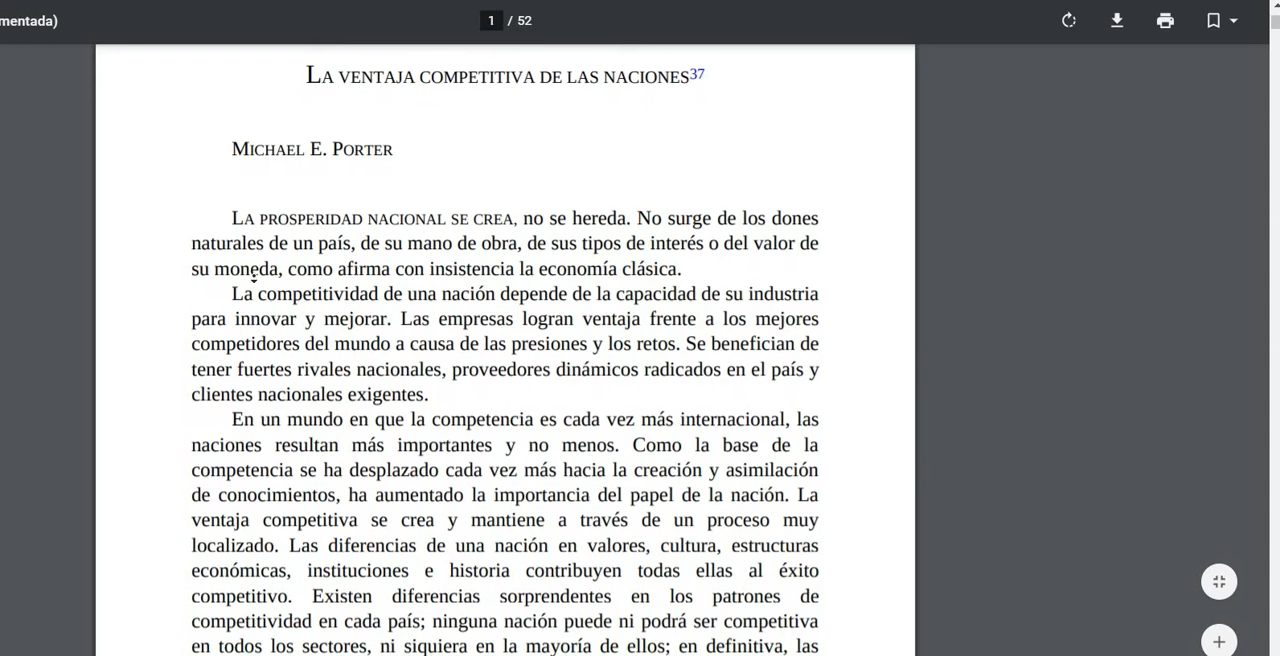 mentada)
1 / 52
LA VENTAJA COMPETITIVA DE LAS NACIONES37
MICHAEL E. PORTER
LA PROSPERIDAD NACIONAL SE CREA, no se hereda. No surge de los dones
naturales de un país, de su mano de obra, de sus tipos de interés o del valor de
su moneda, como afirma con insistencia la economía clásica.
La competitividad de una nación depende de la capacidad de su industria
para innovar y mejorar. Las empresas logran ventaja frente a los mejores
competidores del mundo a causa de las presiones y los retos. Se benefician de
tener fuertes rivales nacionales, proveedores dinámicos radicados en el país y
clientes nacionales exigentes.
En un mundo en que la competencia es cada vez más internacional, las
naciones resultan más importantes y no menos. Como la base de la
competencia se ha desplazado cada vez más hacia la creación y asimilación
de conocimientos, ha aumentado la importancia del papel de la nación. La
ventaja competitiva se crea y mantiene a través de un proceso muy
localizado. Las diferencias de una nación en valores, cultura, estructuras
económicas, instituciones e historia contribuyen todas ellas al éxito
competitivo. Existen diferencias sorprendentes en los patrones de
competitividad en cada país; ninguna nación puede ni podrá ser competitiva
en todos los sectores, ni siquiera en la mayoría de ellos; en definitiva, las